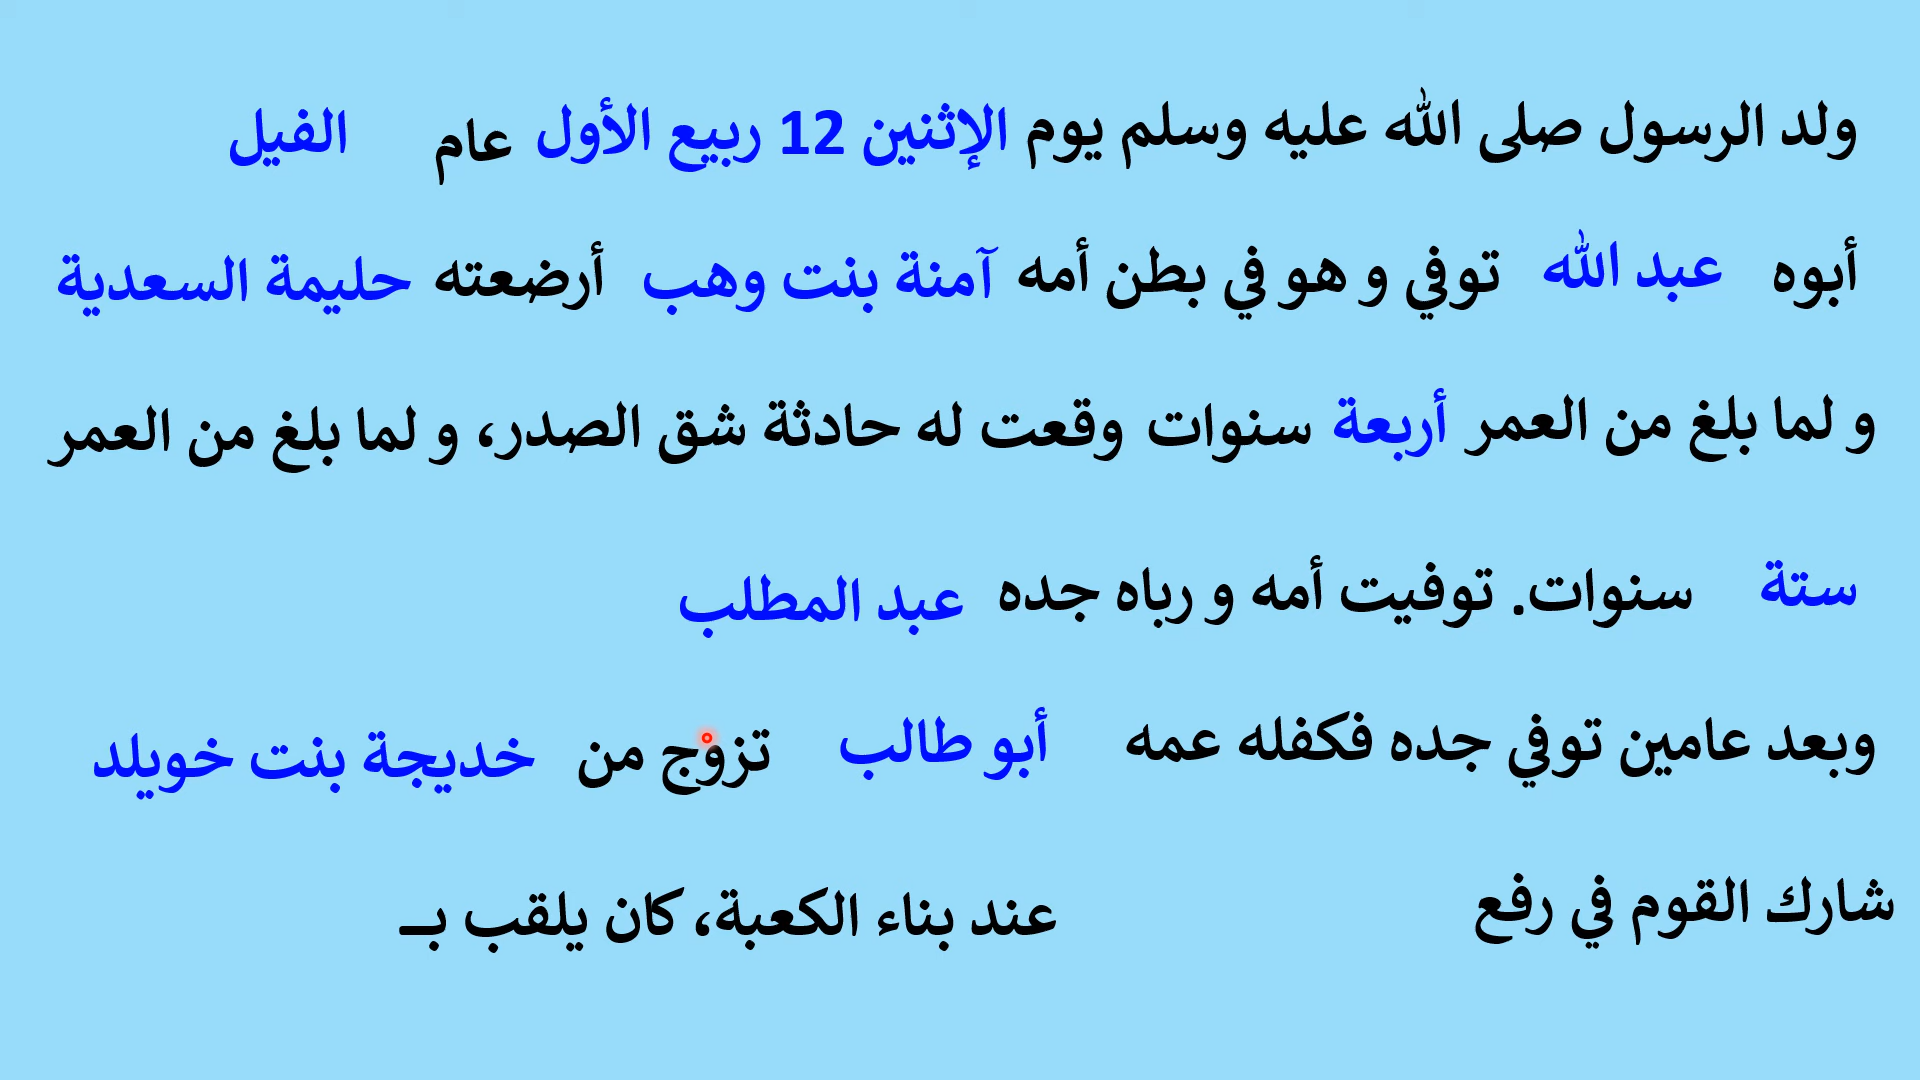 ولد الرسول صلى الله عليه وسلم يوم الإثنين 12 ربيع الأول عام الفيل
أبوه عبد الله توفي و هو في بطن أمه آمنة بنت وهب أرضعته حليمة السعدية
و لما بلغ من العمر أربعة سنوات وقعت له حادثة شق الصدر، و لما بلغ من العمر
ستة سنوات. توفيت أمه و رباه جده عبد المطلب
وبعد عامين توفي جده فكفله عمه أبو طالب تزوج من خديجة بنت خويلد
شارك القوم في رفع عند بناء الكعبة، كان يلقب بـ